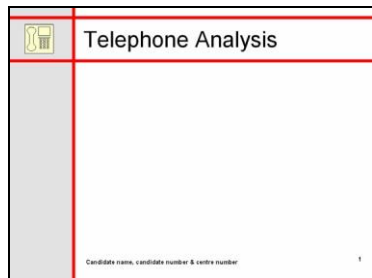 Telephone Analysis
Candidate name, candidate number & centre number
1